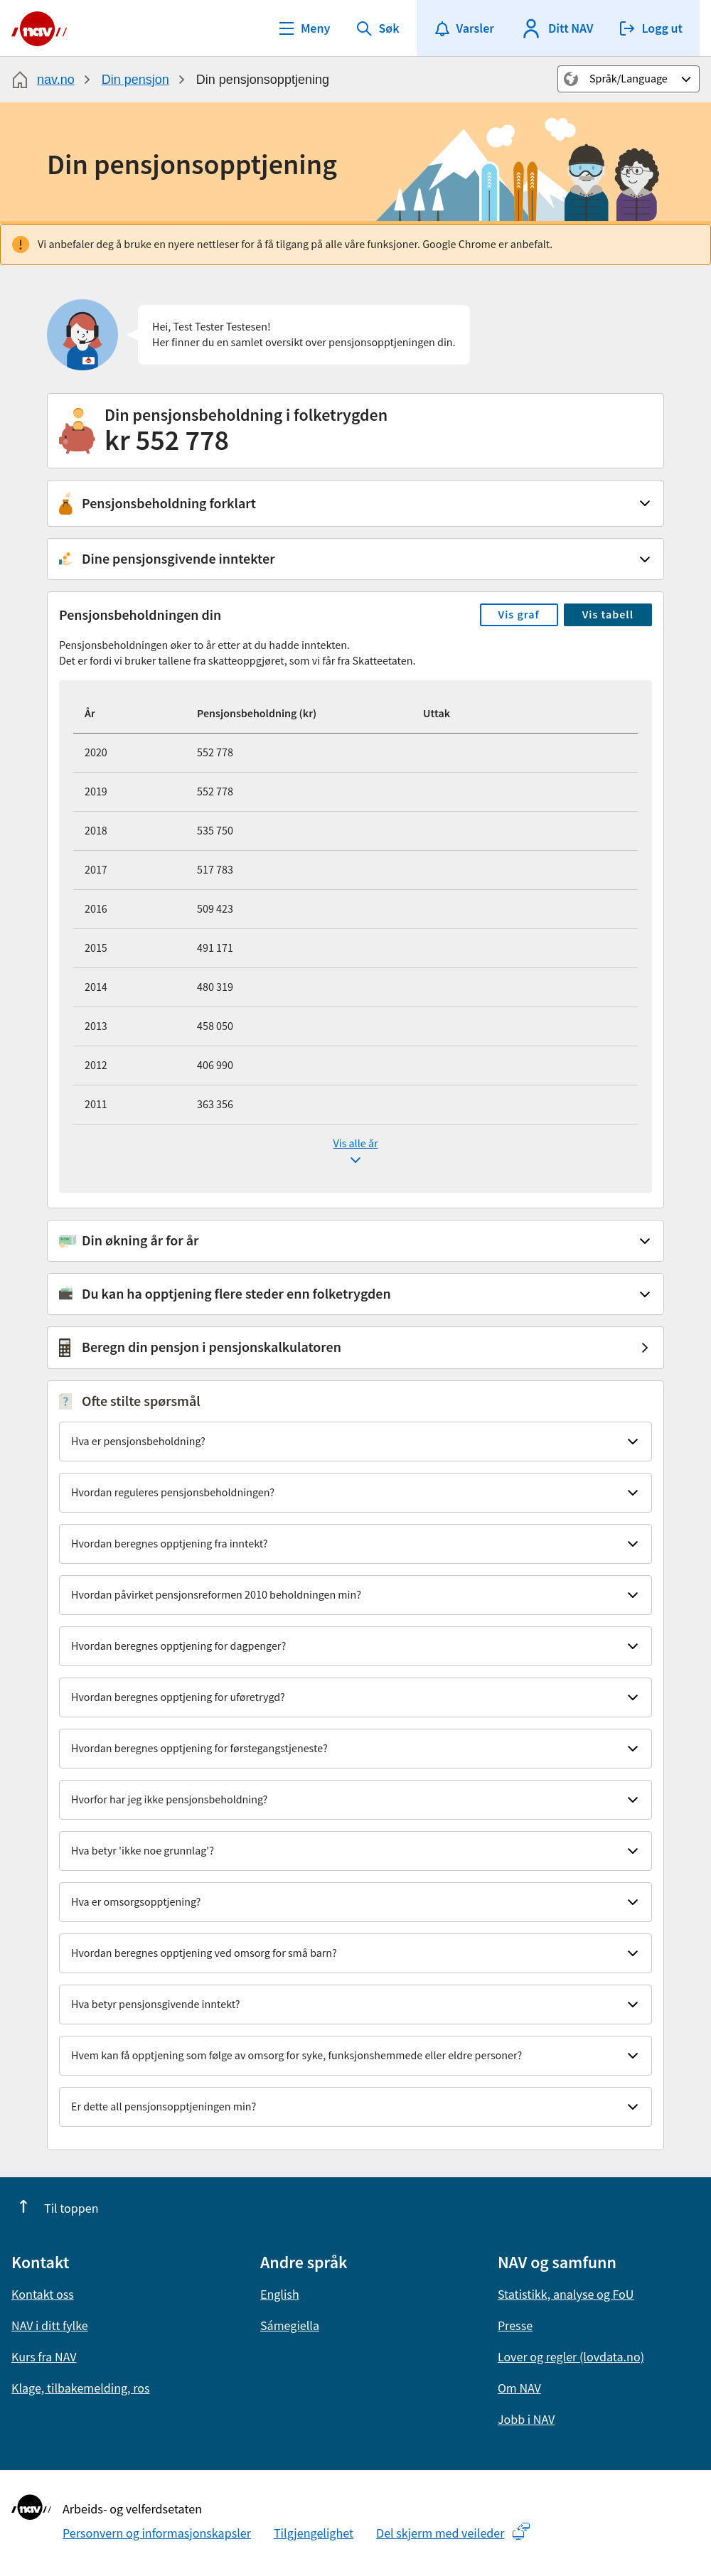 nav
Meny
Søk
Varsler
Ditt NAV
Logg ut
nav.no
Din pensjon
Din pensjonsopptjening
Språk/Language
Din pensjonsopptjening
Vi anbefaler deg å bruke en nyere nettleser for å få tilgang på alle våre funksjoner. Google Chrome er anbefalt.
Hei, Test Tester Testesen!
Her finner du en samlet oversikt over pensjonsopptjeningen din.
Din pensjonsbeholdning i folketrygden
kr 552 778
Pensjonsbeholdning forklart
Dine pensjonsgivende inntekter
Pensjonsbeholdningen din
Vis graf
Vis tabell
Pensjonsbeholdningen øker to år etter at du hadde inntekten.
Det er fordi vi bruker tallene fra skatteoppgjøret, som vi får fra Skatteetaten.
År Pensjonsbeholdning (kr) Uttak
2020 552 778
2019 552 778
2018 535 750
2017 517 783
2016 509 423
2015 491 171
2014 480 319
2013 458 050
2012 406 990
2011 363 356
Vis alle år
Din økning år for år
Du kan ha opptjening flere steder enn folketrygden
Beregn din pensjon i pensjonskalkulatoren
Ofte stilte spørsmål
Hva er pensjonsbeholdning?
Hvordan reguleres pensjonsbeholdningen?
Hvordan beregnes opptjening fra inntekt?
Hvordan påvirket pensjonsreformen 2010 beholdningen min?
Hvordan beregnes opptjening for dagpenger?
Hvordan beregnes opptjening for uføretrygd?
Hvordan beregnes opptjening for førstegangstjeneste?
Hvorfor har jeg ikke pensjonsbeholdning?
Hva betyr 'ikke noe grunnlag'?
Hva er omsorgsopptjening?
Hvordan beregnes opptjening ved omsorg for små barn?
Hva betyr pensjonsgivende inntekt?
Hvem kan få opptjening som følge av omsorg for syke, funksjonshemmede eller eldre personer?
Er dette all pensjonsopptjeningen min?
Til toppen
Kontakt
Kontakt oss
NAV i ditt fylke
Kurs fra NAV
Klage, tilbakemelding, ros
Andre språk
English
Sámegiella
NAV og samfunn
Statistikk, analyse og FoU
Presse
Lover og regler (lovdata.no)
Om NAV
Jobb i NAV
nav
Arbeids- og velferdsetaten
Personvern og informasjonskapsler
Tilgjengelighet
Del skjerm med veileder